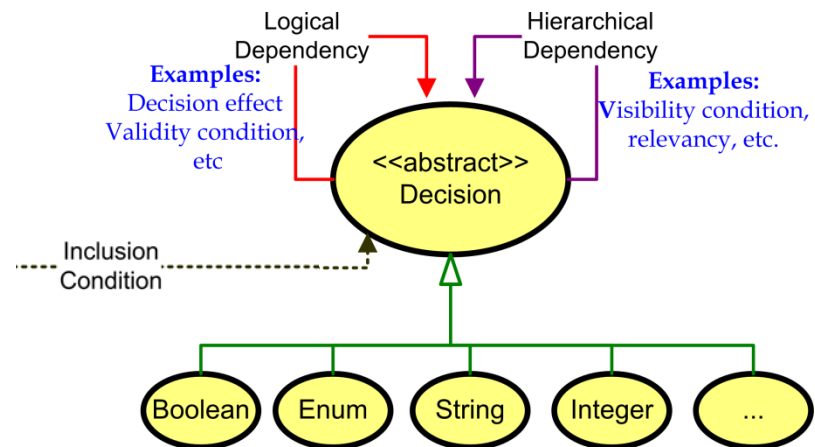 Logical
Dependency
Examples:
Decision effect
Validity condition,
etc
Hierarchical
Dependency
Examples:
Visibility condition,
relevancy, etc.
<<abstract>>
Decision
Inclusion
Condition
Boolean
Enum
String
Integer
...